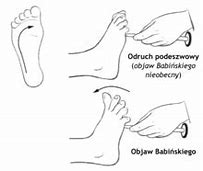 Odruch podeszwowy
(objaw Babińskiego
nieobecny)
Objaw Babińskiego